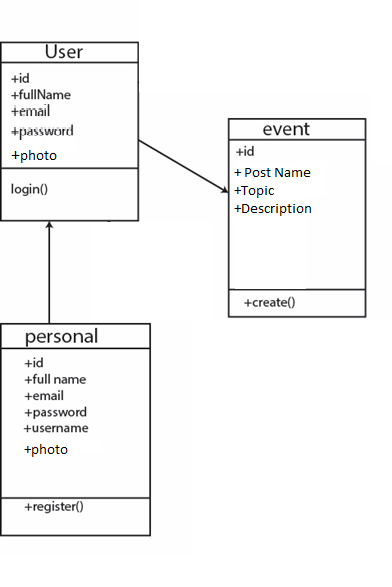 User
+id
+fullName
+email
+password
+photo
login()
event
+id
+ Post Name
+Topic
+Description
+create()
personal
+id
+full name
+email
+password
+username
+photo
+register()